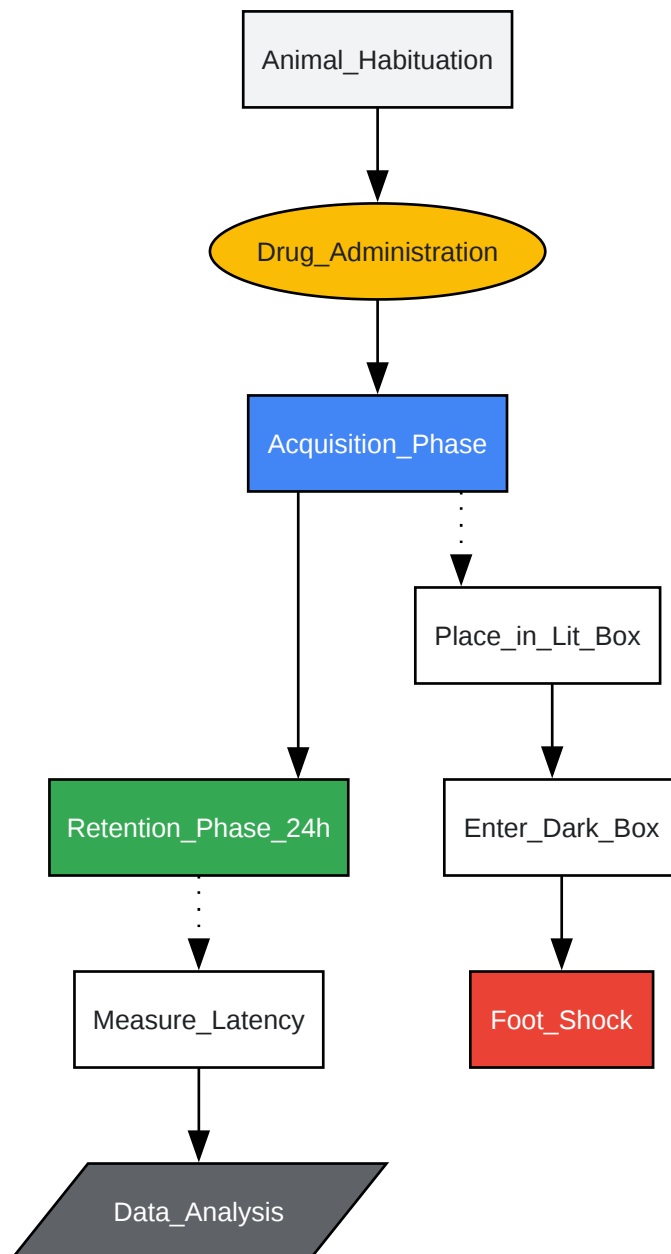 Animal_Habituation
Drug_Administration
Acquisition_Phase
Place_in_Lit_Box
Retention_Phase_24h
Enter_Dark_Box
Measure_Latency
Foot_Shock
Data_Analysis